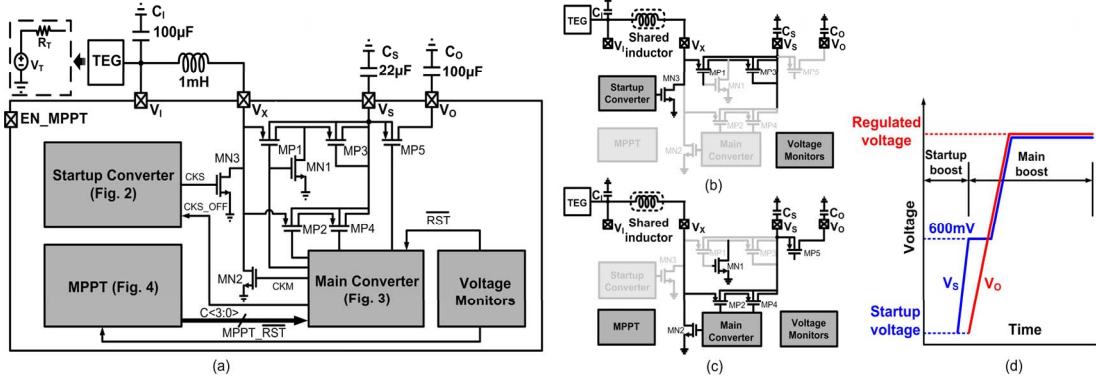 C_I
100μF
R_T
V_T
TEG
1mH
C_S
22μF
C_O
100μF
EN_MPPT
V_I
V_X
V_S
V_O
MP1
MP3
MP5
MN3
MN1
Startup Converter
(Fig. 2)
CKS
CKS_OFF
MP2
MP4
RST
MN2
CKM
MPPT (Fig. 4)
Main Converter
(Fig. 3)
Voltage
Monitors
C<3:0>
MPPT_RST
(a)
TEG
C_I
Shared
inductor
V_I
V_X
C_S
V_S
C_O
V_O
MP1
MP3
MP5
MN3
MN1
Startup
Converter
MP2
MP4
MPPT
MN2
Main
Converter
Voltage
Monitors
(b)
TEG
C_I
Shared
inductor
V_I
V_X
C_S
V_S
C_O
V_O
MP1
MP3
MP5
MN3
MN1
Startup
Converter
MP2
MP4
MPPT
MN2
Main
Converter
Voltage
Monitors
(c)
Regulated
voltage
Startup
boost
Main
boost
Voltage
600mV
V_S
V_O
Startup
voltage
Time
(d)